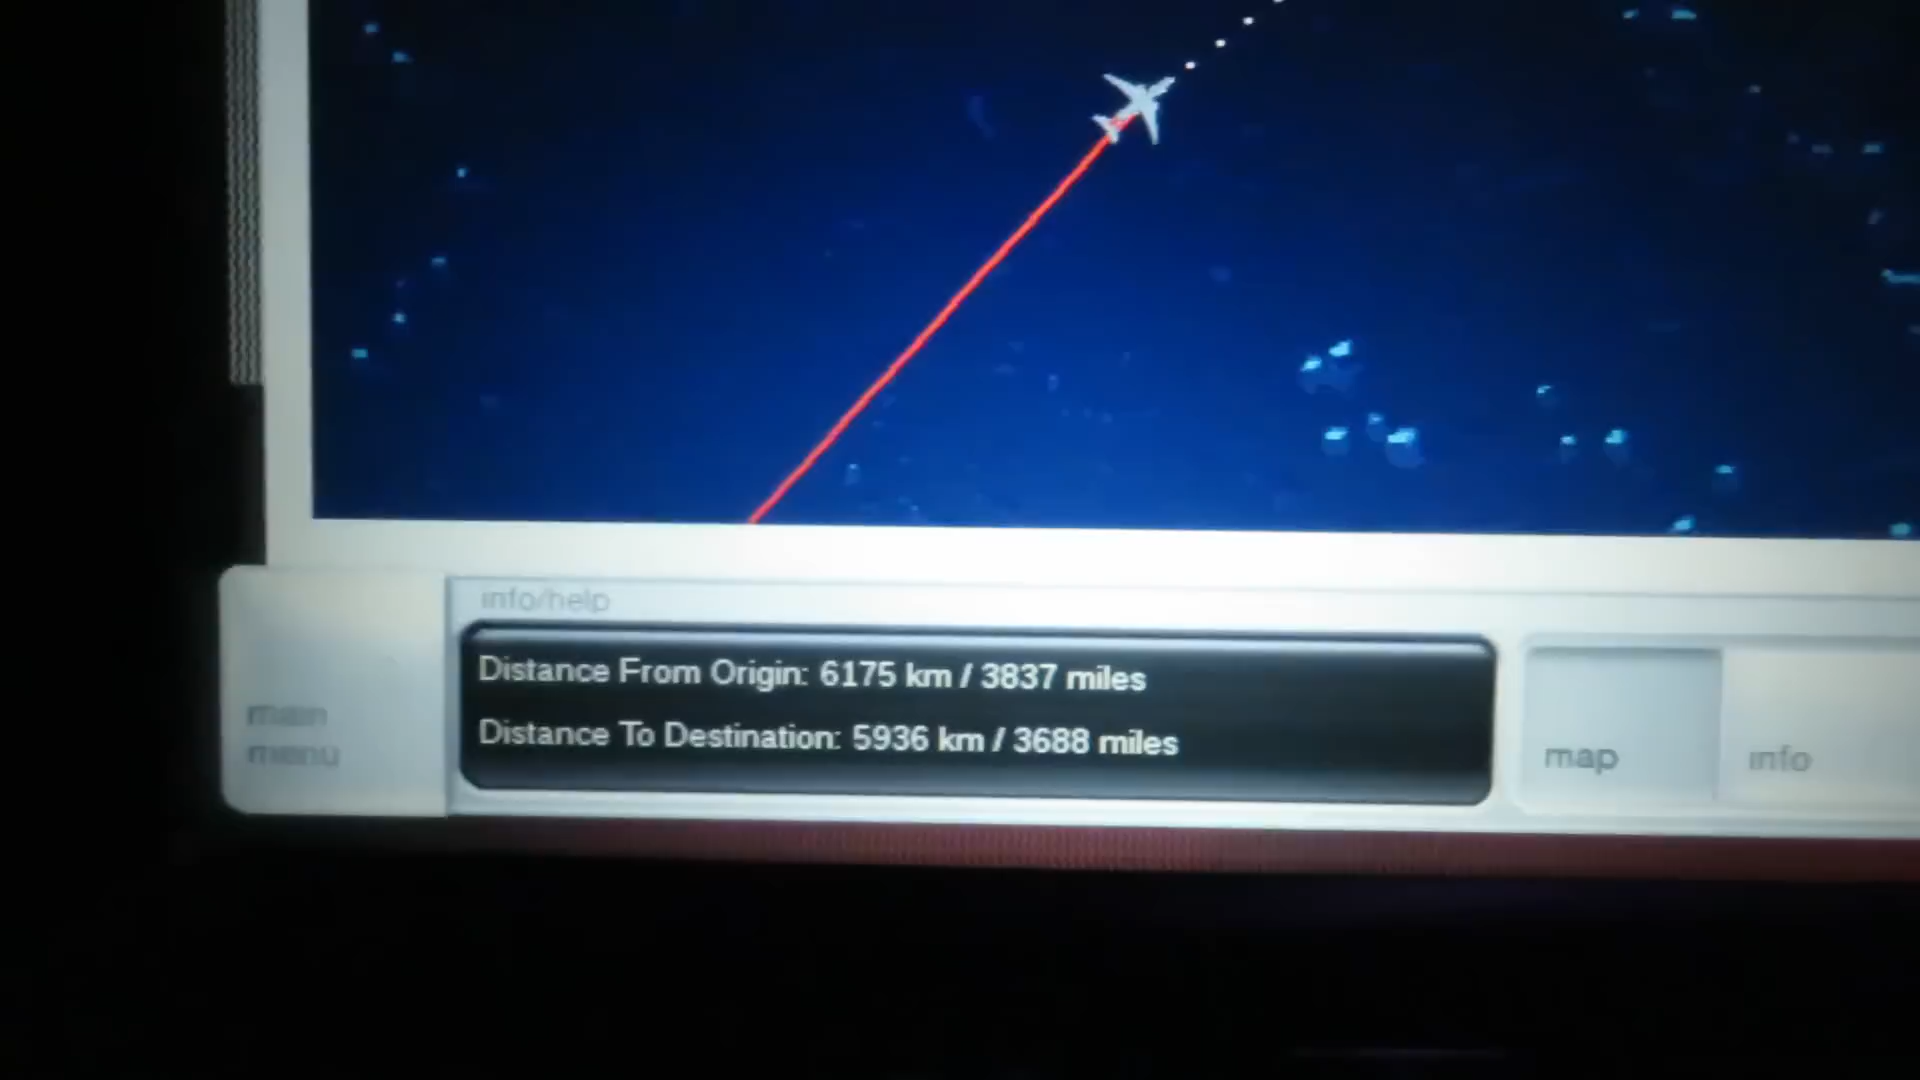 info/help
Distance From Origin: 6175 km / 3837 miles
Distance To Destination: 5936 km / 3688 miles
main
menu
map
info